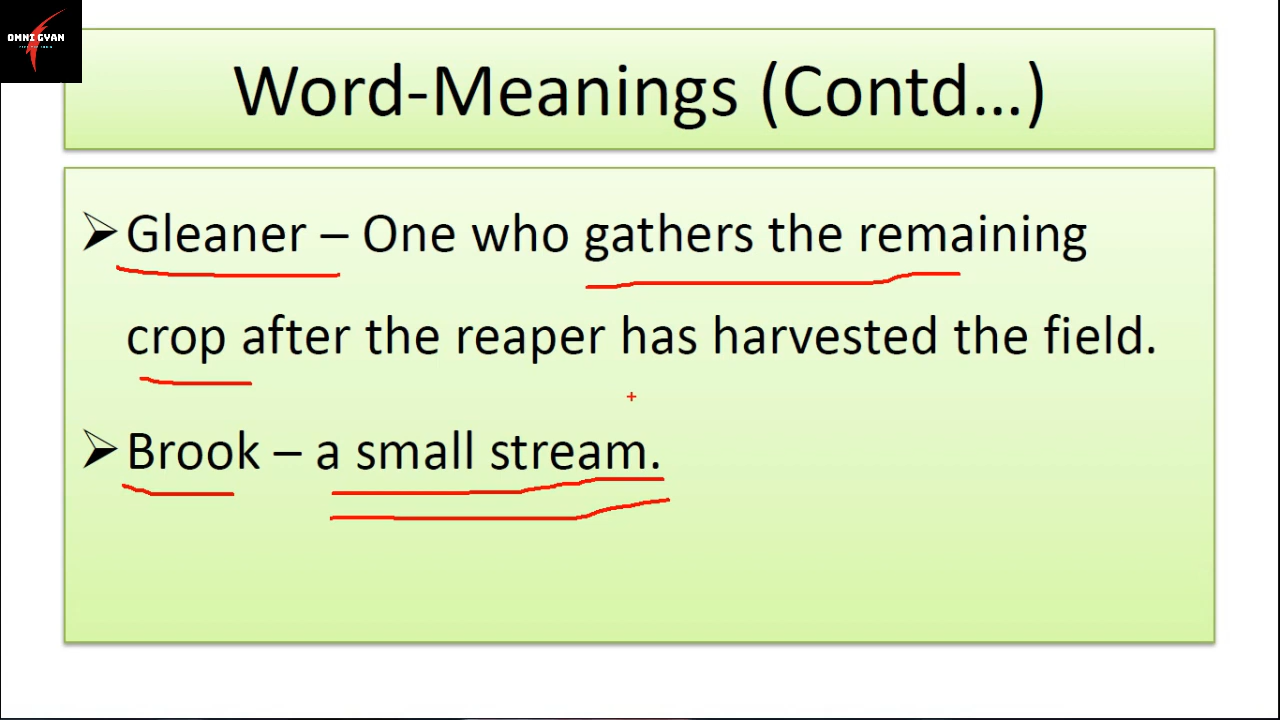 OMNI GYAN
Word-Meanings (Contd...)
Gleaner – One who gathers the remaining
crop after the reaper has harvested the field.
Brook – a small stream.